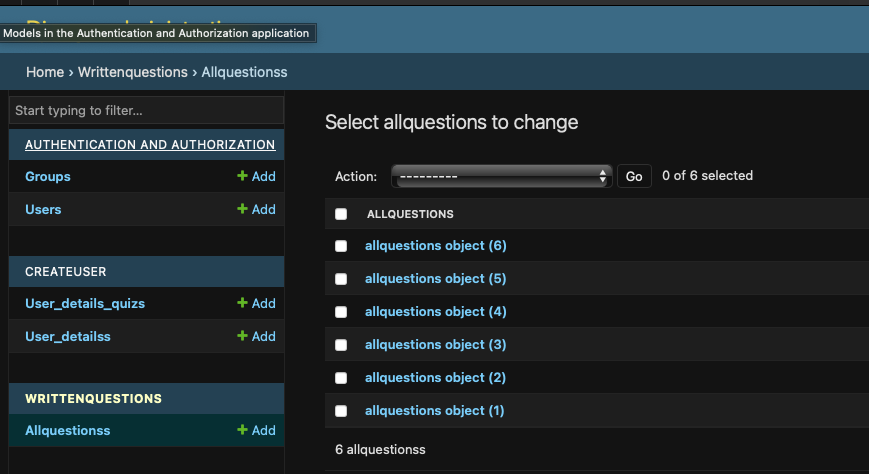 Models in the Authentication and Authorization application
Home › Writtenquestions › Allquestionss
Start typing to filter...
AUTHENTICATION AND AUTHORIZATION
Groups + Add
Users + Add
CREATEUSER
User_details_quizs + Add
User_detailss + Add
WRITTENQUESTIONS
Allquestionss + Add
Select allquestions to change
Action: --------- Go 0 of 6 selected
ALLQUESTIONS
allquestions object (6)
allquestions object (5)
allquestions object (4)
allquestions object (3)
allquestions object (2)
allquestions object (1)
6 allquestionss